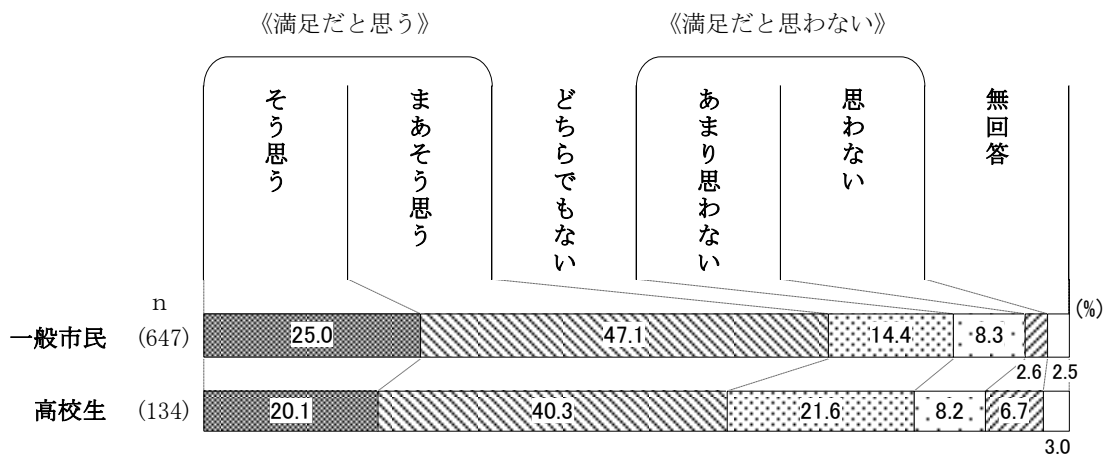 《満足だと思う》 《満足だと思わない》
そう思う
まあそう思う
どちらでもない
あまり思わない
思わない
無回答
n (%)
一般市民 (647) 25.0 47.1 14.4 8.3
2.6 2.5
高校生 (134) 20.1 40.3 21.6 8.2 6.7
3.0